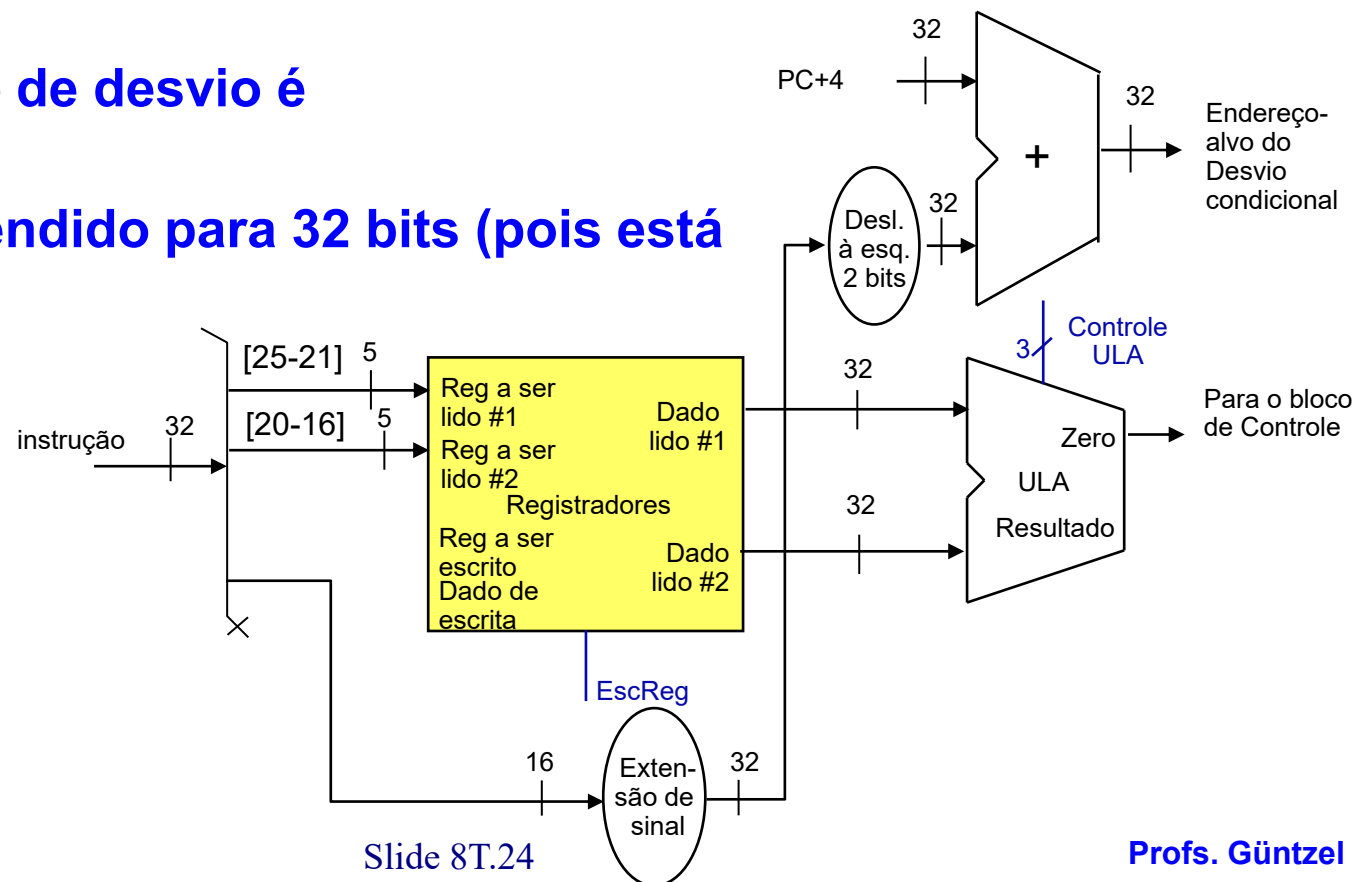 de desvio é
endido para 32 bits (pois está
32
PC+4
32
Endereço-
alvo do
Desvio
condicional
+
Desl.
à esq.
2 bits
32
Controle
ULA
3
[25-21]
5
[20-16]
5
instrução
32
Reg a ser
lido #1
Reg a ser
lido #2
Registradores
Reg a ser
escrito
Dado de
escrita
Dado
lido #1
Dado
lido #2
32
32
Zero
ULA
Resultado
Para o bloco
de Controle
EscReg
16
Exten-
são de
sinal
32
Slide 8T.24
Profs. Güntzel